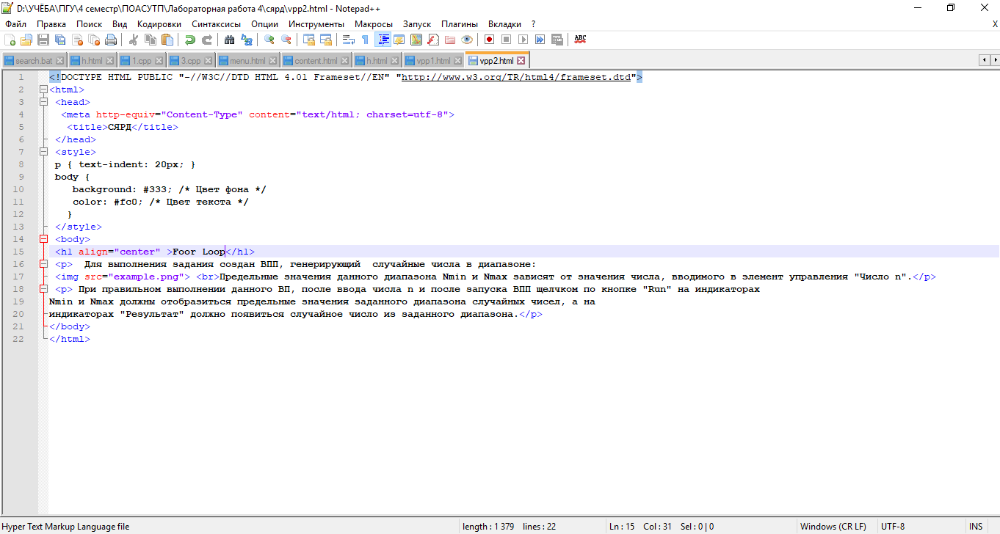 D:\УЧЁБА\ПГУ\4 семестр\ПОАСУТП\Лабораторная работа 4\сярд\vpp2.html - Notepad++
Файл Правка Поиск Вид Кодировки Синтаксисы Опции Инструменты Макросы Запуск Плагины Вкладки ? X
ABC
search.bat h.html 1.cpp 3.cpp menu.html content.html h.html vpp1.html vpp2.html
1 <!DOCTYPE HTML PUBLIC "-//W3C//DTD HTML 4.01 Frameset//EN" "http://www.w3.org/TR/html4/frameset.dtd">
2 <html>
3 <head>
4 <meta http-equiv="Content-Type" content="text/html; charset=utf-8">
5 <title>СЯРД</title>
6 </head>
7 <style>
8 p { text-indent: 20px; }
9 body {
10 background: #333; /* Цвет фона */
11 color: #fc0; /* Цвет текста */
12 }
13 </style>
14 <body>
15 <h1 align="center" >Foor Loop</h1>
16 <p> Для выполнения задания создан ВПП, генерирующий случайные числа в диапазоне:
17 <img src="example.png"> <br>Предельные значения данного диапазона Nmin и Nmax зависят от значения числа, вводимого в элемент управления "Число n".</p>
18 <p> При правильном выполнении данного ВП, после ввода числа n и после запуска ВПП щелчком по кнопке "Run" на индикаторах
19 Nmin и Nmax должны отобразиться предельные значения заданного диапазона случайных чисел, а на
20 индикаторах "Результат" должно появиться случайное число из заданного диапазона.</p>
21 </body>
22 </html>
Hyper Text Markup Language file length : 1 379 lines : 22 Ln : 15 Col : 31 Sel : 0 | 0 Windows (CR LF) UTF-8 INS